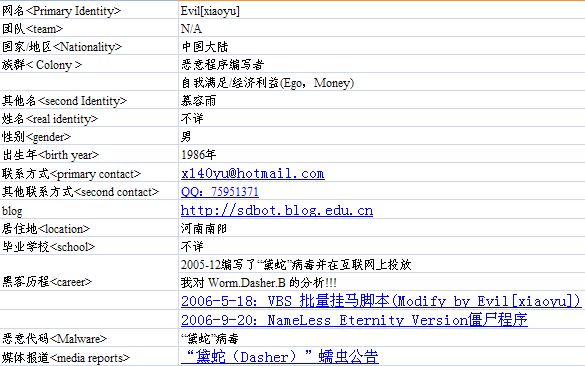 网名<Primary Identity> Evil[xiaoyu]
团队<team> N/A
国家/地区<Nationality> 中国大陆
族群< Colony > 恶意程序编写者
自我满足/经济利益(Ego，Money)
其他名<second Identity> 慕容雨
姓名<real identity> 不详
性别<gender> 男
出生年<birth year> 1986年
联系方式<primary contact> x140yu@hotmail.com
其他联系方式<second contact> QQ：75951371
blog http://sdbot.blog.edu.cn
居住地<location> 河南南阳
毕业学校<school> 不详
2005-12编写了“黛蛇”病毒并在互联网上投放
黑客历程<career> 我对 Worm.Dasher.B 的分析!!!
2006-5-18：VBS 批量挂马脚本(Modify by Evil[xiaoyu])
2006-9-20：NameLess Eternity Version僵尸程序
恶意代码<Malware> “黛蛇”病毒
媒体报道<media reports> “黛蛇（Dasher）”蠕虫公告